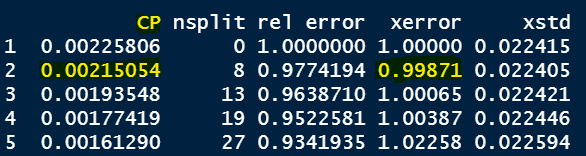 CP nsplit rel error xerror xstd
1 0.00225806 0 1.0000000 1.00000 0.022415
2 0.00215054 8 0.9774194 0.99871 0.022405
3 0.00193548 13 0.9638710 1.00065 0.022421
4 0.00177419 19 0.9522581 1.00387 0.022446
5 0.00161290 27 0.9341935 1.02258 0.022594